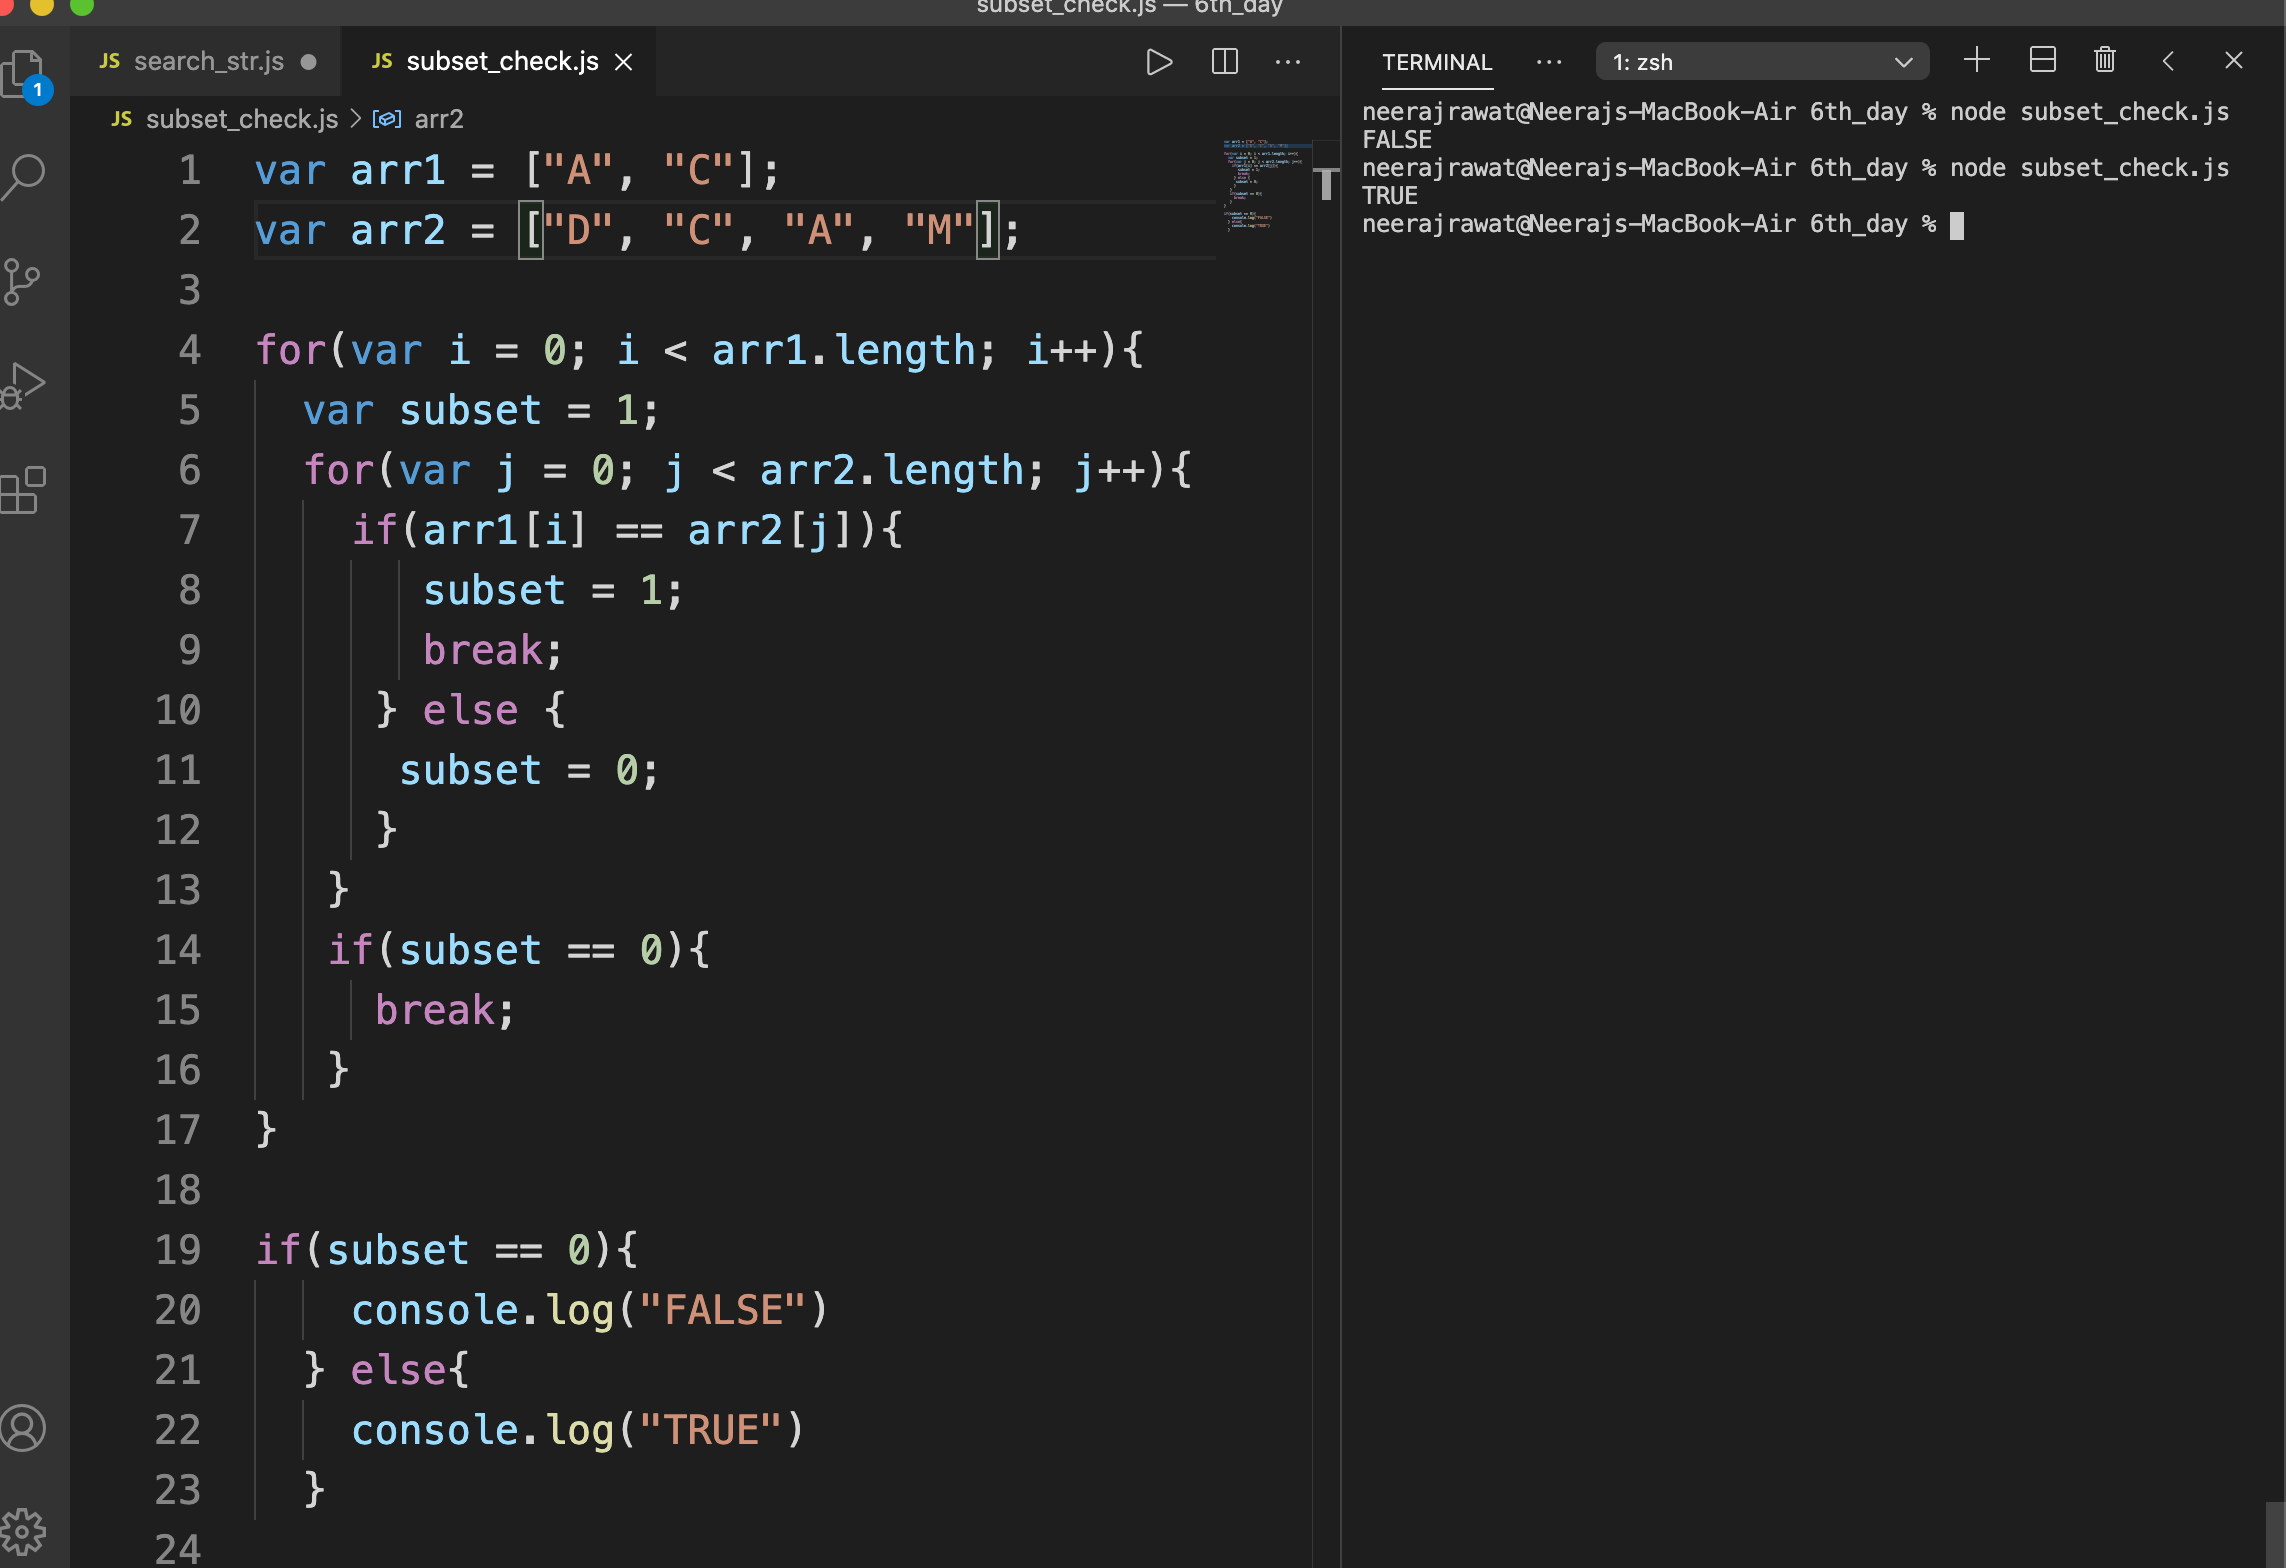 subset_check.js — 6th_day
JS search_str.js ●
JS subset_check.js ×
JS subset_check.js > arr2
1 var arr1 = ["A", "C"];
2 var arr2 = ["D", "C", "A", "M"];
3
4 for(var i = 0; i < arr1.length; i++){
5 var subset = 1;
6 for(var j = 0; j < arr2.length; j++){
7 if(arr1[i] == arr2[j]){
8 subset = 1;
9 break;
10 } else {
11 subset = 0;
12 }
13 }
14 if(subset == 0){
15 break;
16 }
17 }
18
19 if(subset == 0){
20 console.log("FALSE")
21 } else{
22 console.log("TRUE")
23 }
24
1
TERMINAL ··· 1: zsh
neerajrawat@Neerajs-MacBook-Air 6th_day % node subset_check.js
FALSE
neerajrawat@Neerajs-MacBook-Air 6th_day % node subset_check.js
TRUE
neerajrawat@Neerajs-MacBook-Air 6th_day %